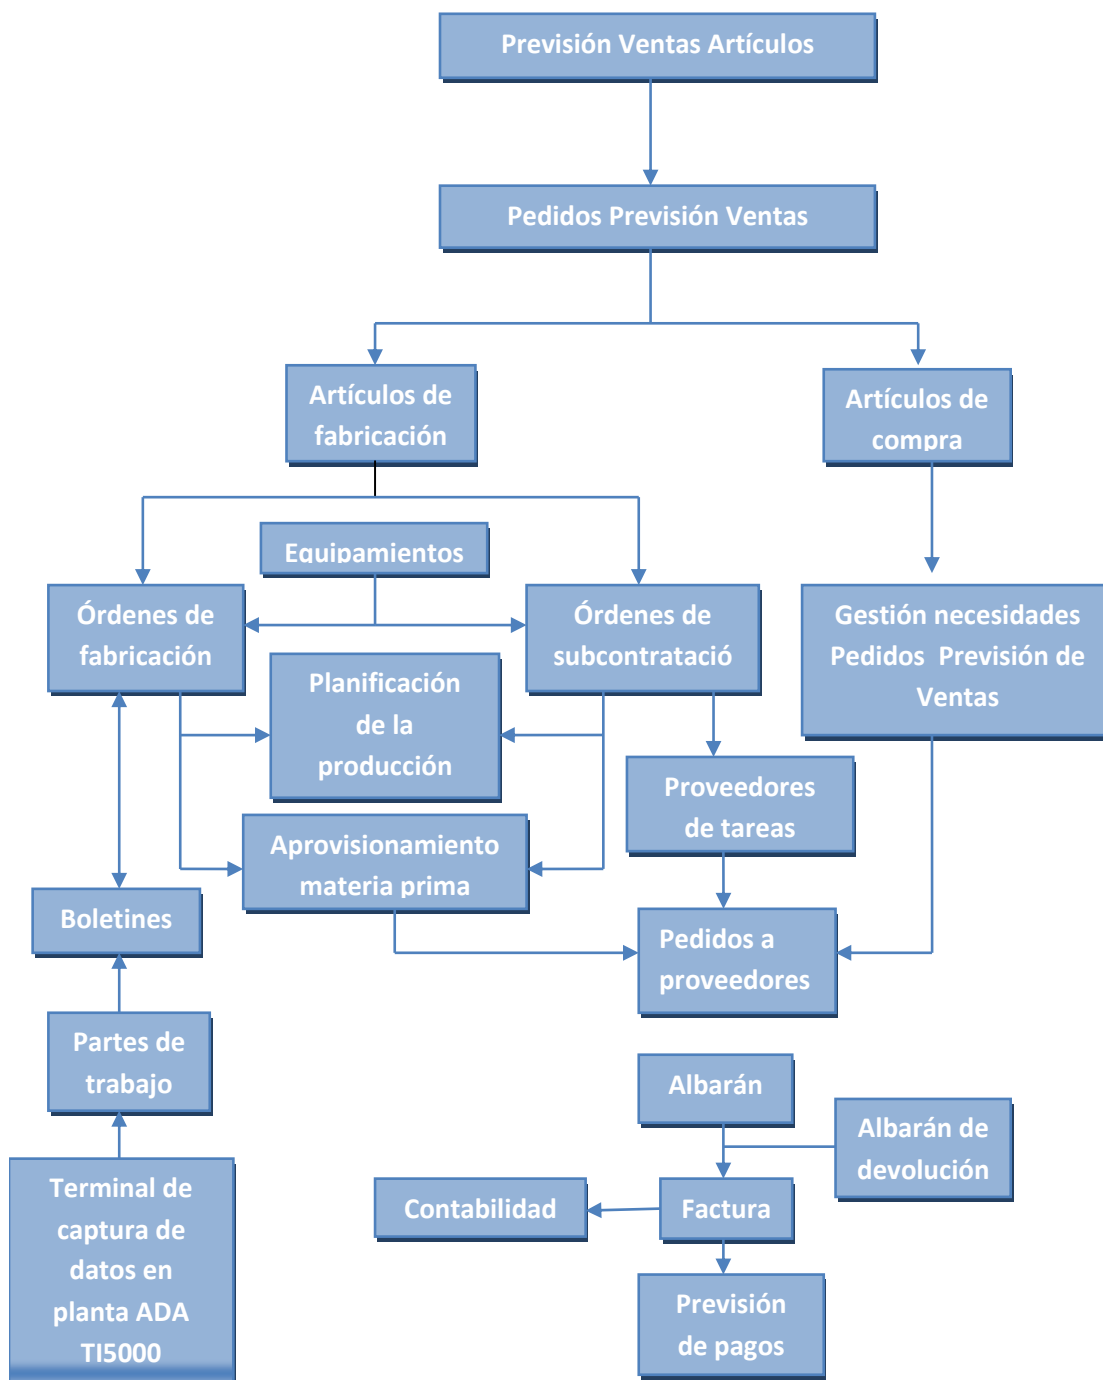 Previsión Ventas Artículos
Pedidos Previsión Ventas
Artículos de
fabricación
Artículos de
compra
Equipamientos
Órdenes de
fabricación
Órdenes de
subcontratació
Gestión necesidades
Pedidos Previsión de
Ventas
Planificación
de la
producción
Proveedores
de tareas
Aprovisionamiento
materia prima
Boletines
Pedidos a
proveedores
Partes de
trabajo
Albarán
Albarán de
devolución
Terminal de
captura de
datos en
planta ADA
TI5000
Contabilidad
Factura
Previsión
de pagos